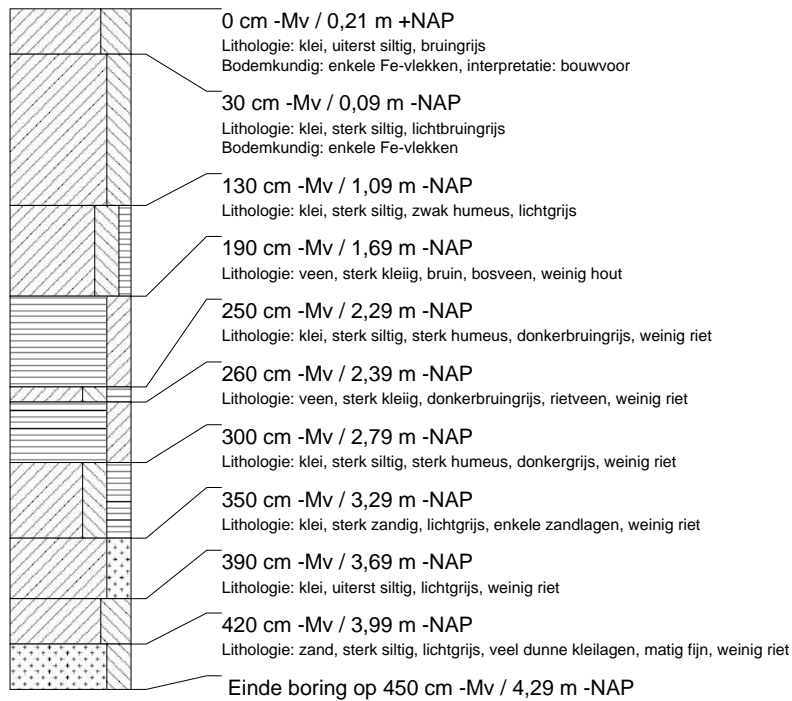 0 cm -Mv / 0,21 m +NAP
Lithologie: klei, uiterst siltig, bruingrijs
Bodemkundig: enkele Fe-vlekken, interpretatie: bouwvoor
30 cm -Mv / 0,09 m -NAP
Lithologie: klei, sterk siltig, lichtbruingrijs
Bodemkundig: enkele Fe-vlekken
130 cm -Mv / 1,09 m -NAP
Lithologie: klei, sterk siltig, zwak humeus, lichtgrijs
190 cm -Mv / 1,69 m -NAP
Lithologie: veen, sterk kleiig, bruin, bosveen, weinig hout
250 cm -Mv / 2,29 m -NAP
Lithologie: klei, sterk siltig, sterk humeus, donkerbruingrijs, weinig riet
260 cm -Mv / 2,39 m -NAP
Lithologie: veen, sterk kleiig, donkerbruingrijs, rietveen, weinig riet
300 cm -Mv / 2,79 m -NAP
Lithologie: klei, sterk siltig, sterk humeus, donkergrijs, weinig riet
350 cm -Mv / 3,29 m -NAP
Lithologie: klei, sterk zandig, lichtgrijs, enkele zandlagen, weinig riet
390 cm -Mv / 3,69 m -NAP
Lithologie: klei, uiterst siltig, lichtgrijs, weinig riet
420 cm -Mv / 3,99 m -NAP
Lithologie: zand, sterk siltig, lichtgrijs, veel dunne kleilagen, matig fijn, weinig riet
Einde boring op 450 cm -Mv / 4,29 m -NAP